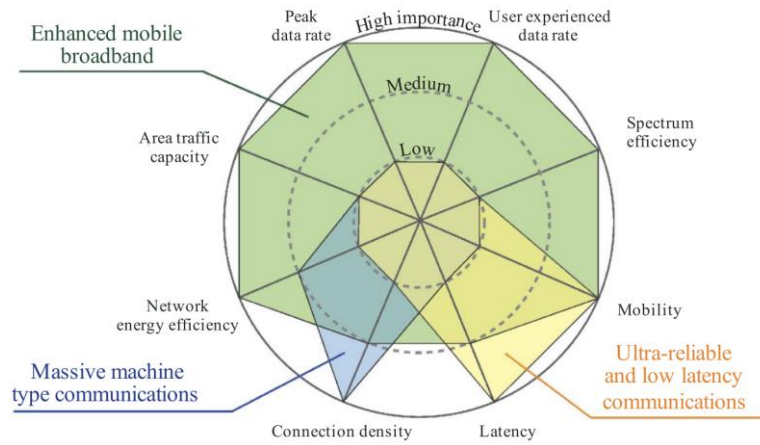 Peak
data rate
High importance
User experienced
data rate
Enhanced mobile
broadband
Medium
Area traffic
capacity
Low
Spectrum
efficiency
Network
energy efficiency
Mobility
Massive machine
type communications
Ultra-reliable
and low latency
communications
Connection density
Latency